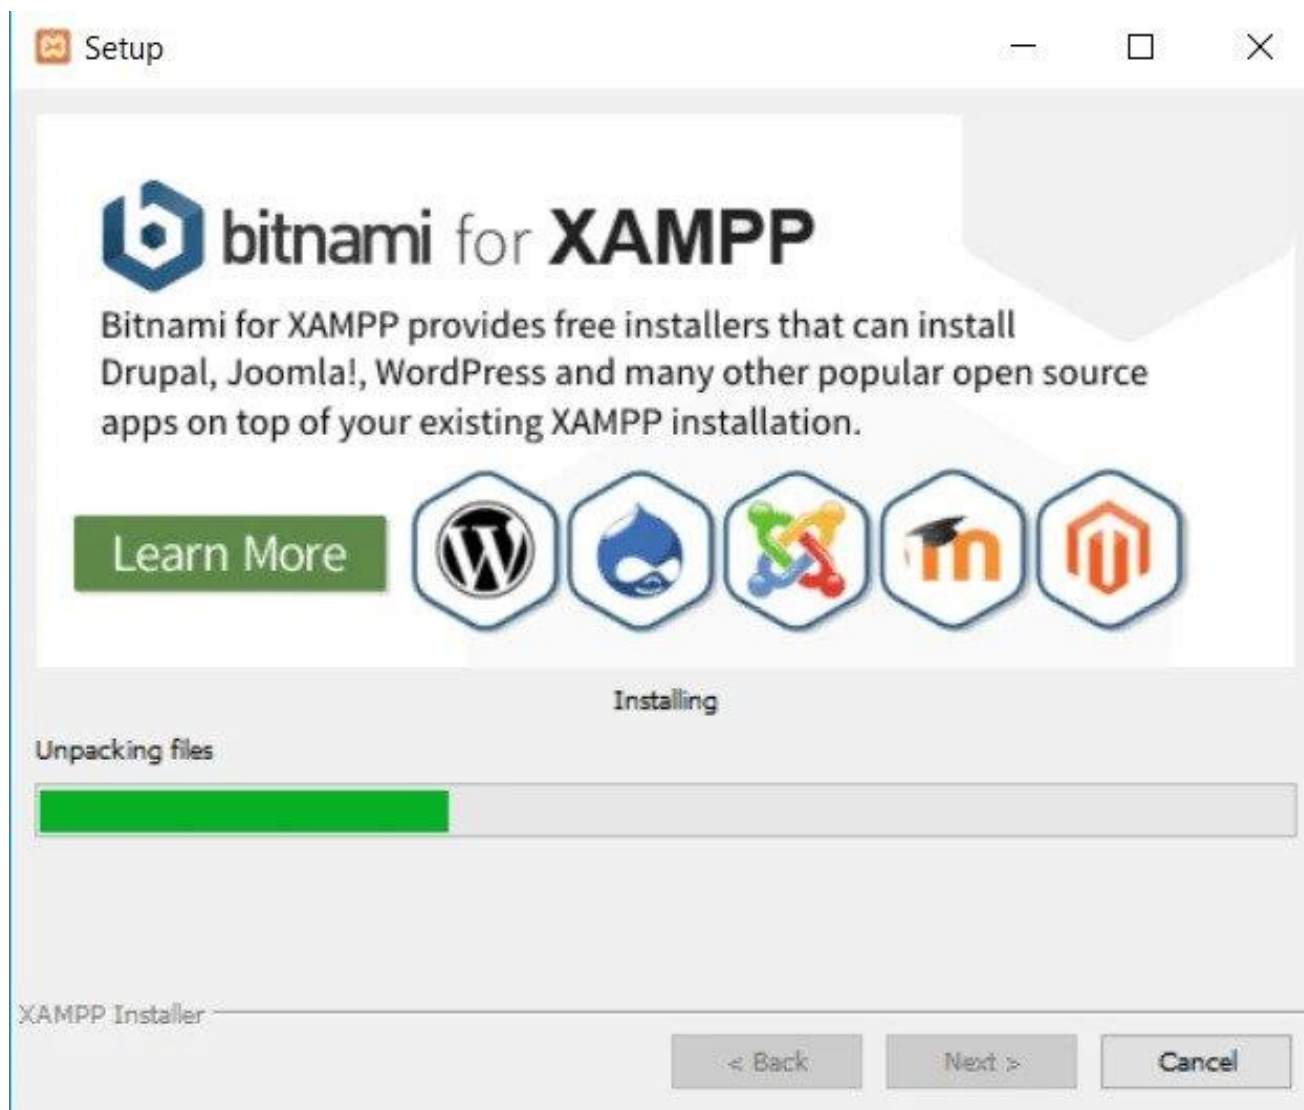 Setup
bitnami for XAMPP
Bitnami for XAMPP provides free installers that can install
Drupal, Joomla!, WordPress and many other popular open source
apps on top of your existing XAMPP installation.
Learn More
Installing
Unpacking files
XAMPP Installer
< Back Next > Cancel